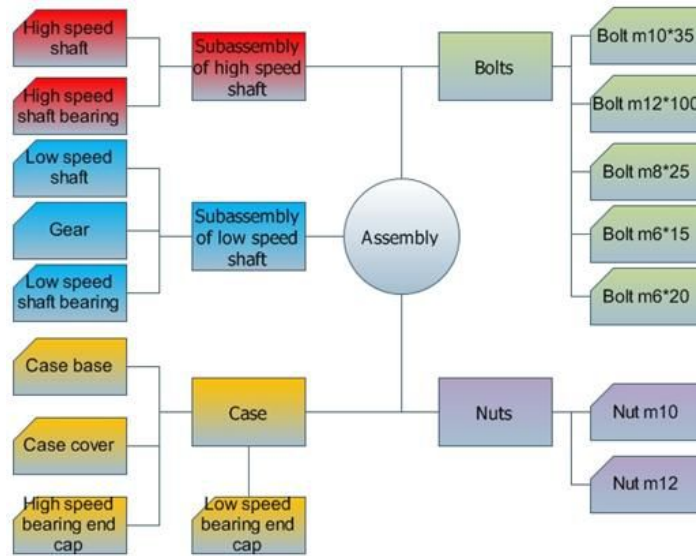 High speed
shaft
High speed
shaft bearing
Subassembly
of high speed
shaft
Low speed
shaft
Gear
Low speed
shaft bearing
Subassembly
of low speed
shaft
Assembly
Case base
Case cover
High speed
bearing end
cap
Case
Low speed
bearing end
cap
Bolts
Bolt m10*35
Bolt m12*100
Bolt m8*25
Bolt m6*15
Bolt m6*20
Nuts
Nut m10
Nut m12